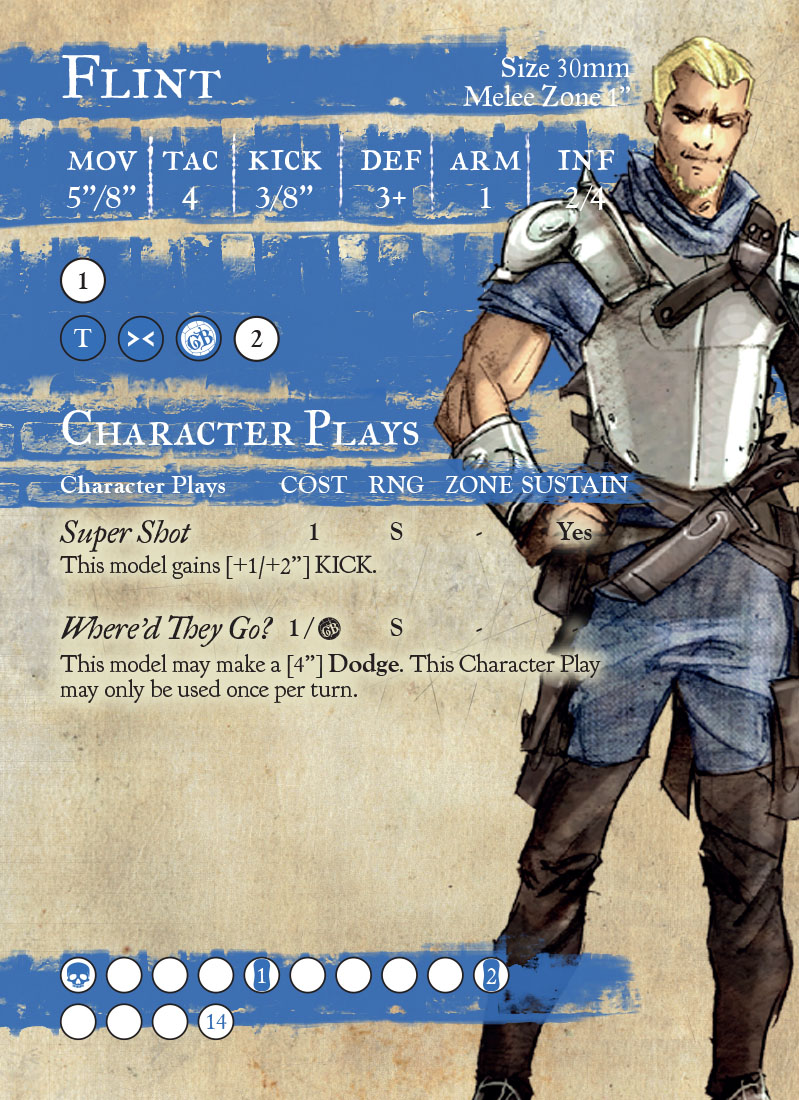 Flint
Size 30mm
Melee Zone 1”
MOV TAC KICK DEF ARM INF
5”/8” 4 3/8” 3+ 1 2/4
1
T >< GB 2
Character Plays
Character Plays COST RNG ZONE SUSTAIN
Super Shot 1 S - Yes
This model gains [+1/+2”] KICK.
Where’d They Go? 1/GB S - -
This model may make a [4”] Dodge. This Character Play
may only be used once per turn.
1 2
14